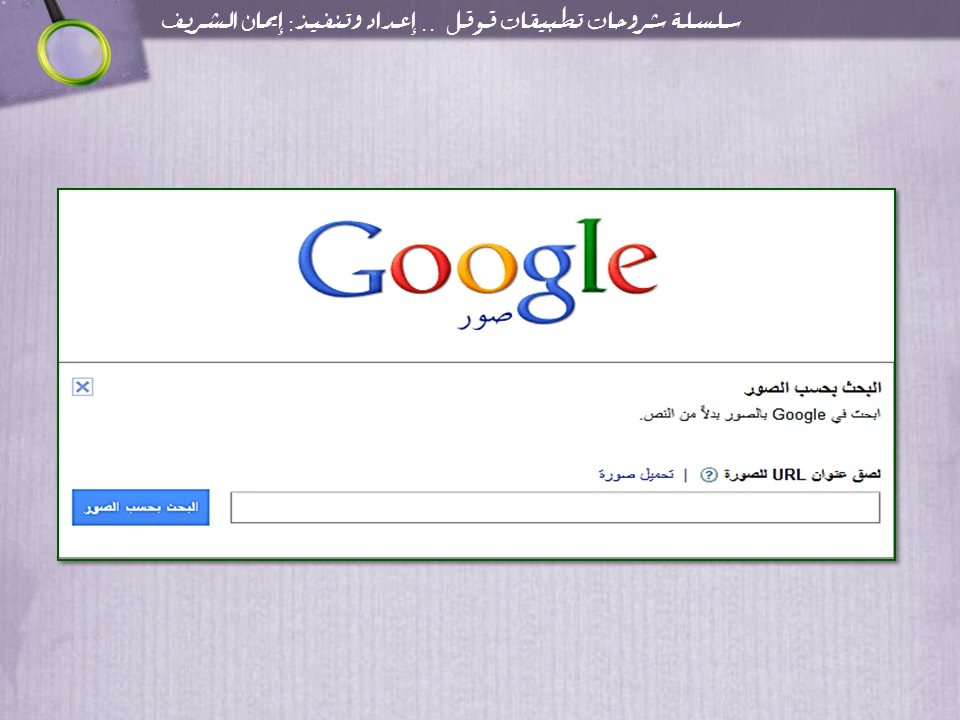 سلسلة شروحات تطبيقات قوقل .. إعداد وتنفيذ: إيمان الشريف
Google
صور
البحث بحسب الصور
ابحث في Google بالصور بدلاً من النص.
لصق عنوان URL للصورة ? | تحميل صورة
البحث بحسب الصور